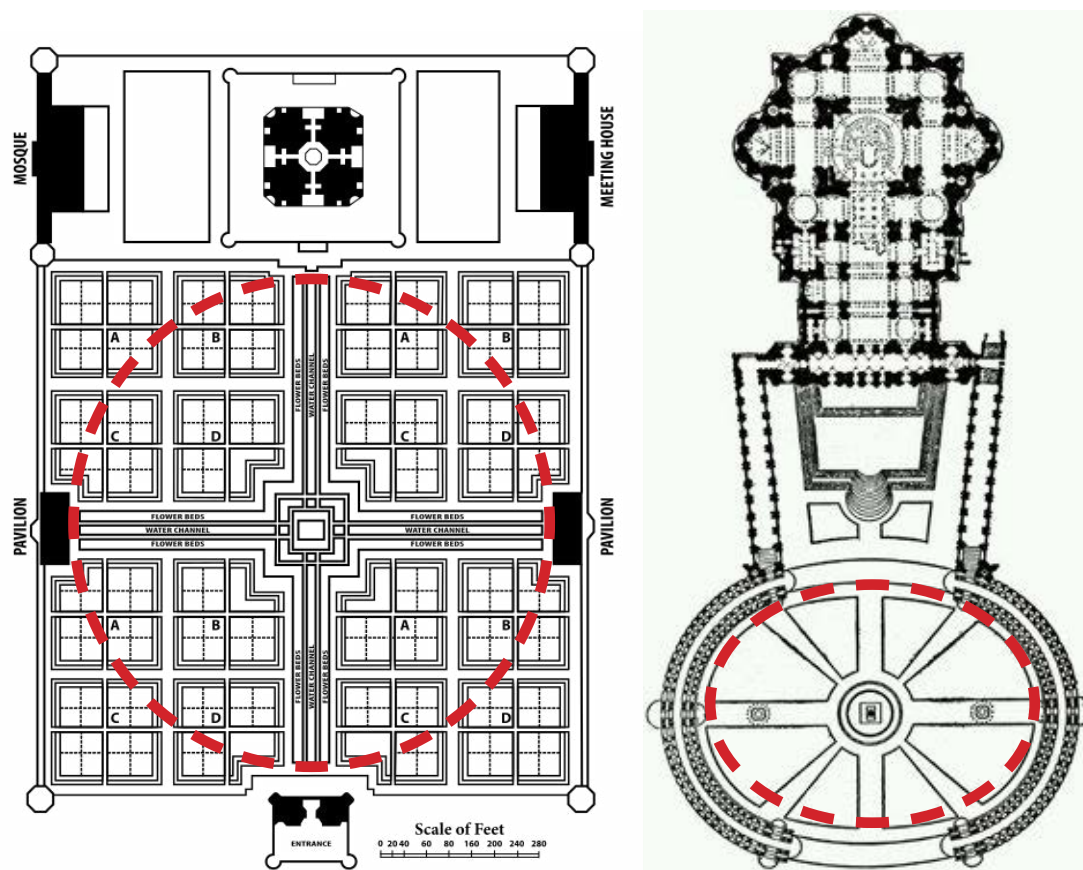 MOSQUE
MEETING HOUSE
A
B
A
B
FLOWER BEDS
WATER CHANNEL
FLOWER BEDS
C
D
C
D
PAVILION
FLOWER BEDS
WATER CHANNEL
FLOWER BEDS
FLOWER BEDS
WATER CHANNEL
FLOWER BEDS
PAVILION
A
B
A
B
FLOWER BEDS
WATER CHANNEL
FLOWER BEDS
C
D
C
D
ENTRANCE
Scale of Feet
0 20 40 60 80 160 200 240 280